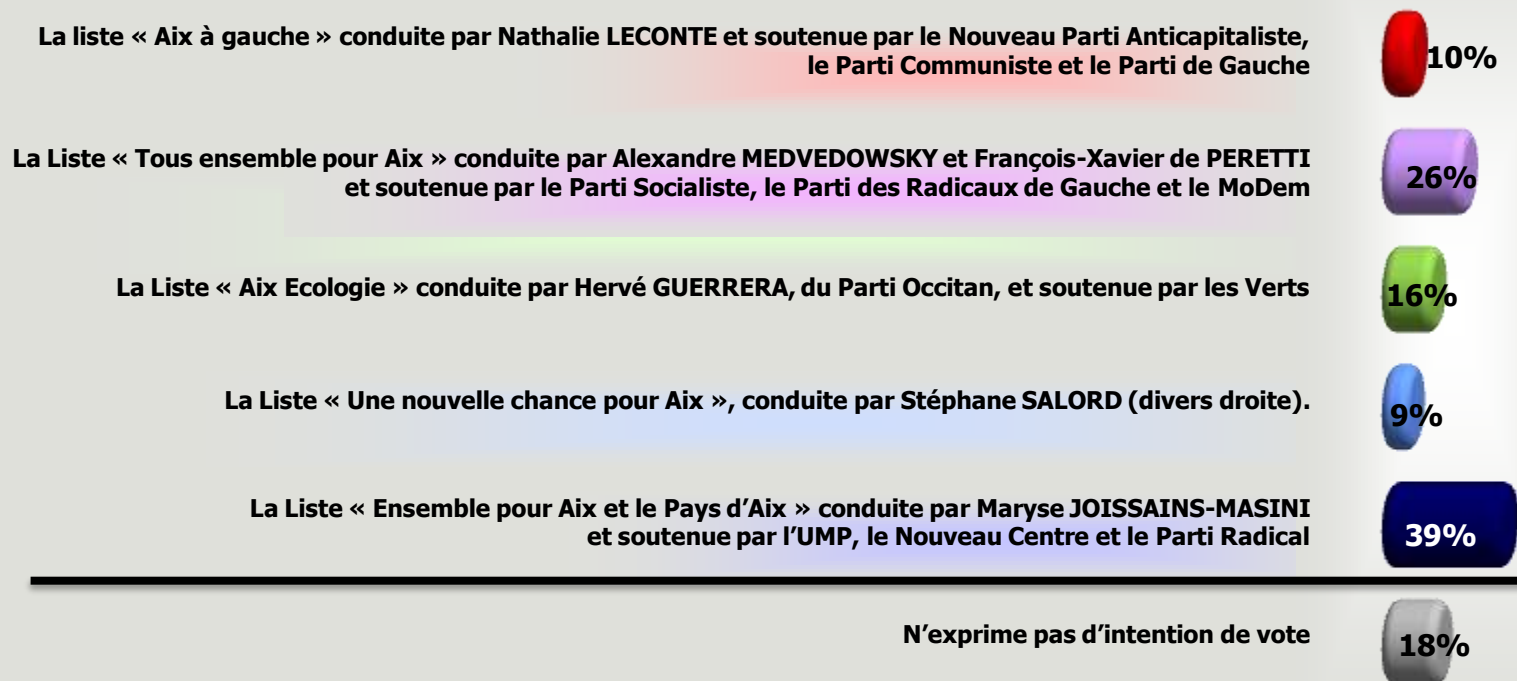 La liste « Aix à gauche » conduite par Nathalie LECONTE et soutenue par le Nouveau Parti Anticapitaliste,
le Parti Communiste et le Parti de Gauche
10%
La Liste « Tous ensemble pour Aix » conduite par Alexandre MEDVEDOWSKY et François-Xavier de PERETTI
et soutenue par le Parti Socialiste, le Parti des Radicaux de Gauche et le MoDem
26%
La Liste « Aix Ecologie » conduite par Hervé GUERRERA, du Parti Occitan, et soutenue par les Verts
16%
La Liste « Une nouvelle chance pour Aix », conduite par Stéphane SALORD (divers droite).
9%
La Liste « Ensemble pour Aix et le Pays d’Aix » conduite par Maryse JOISSAINS-MASINI
et soutenue par l’UMP, le Nouveau Centre et le Parti Radical
39%
N’exprime pas d’intention de vote
18%